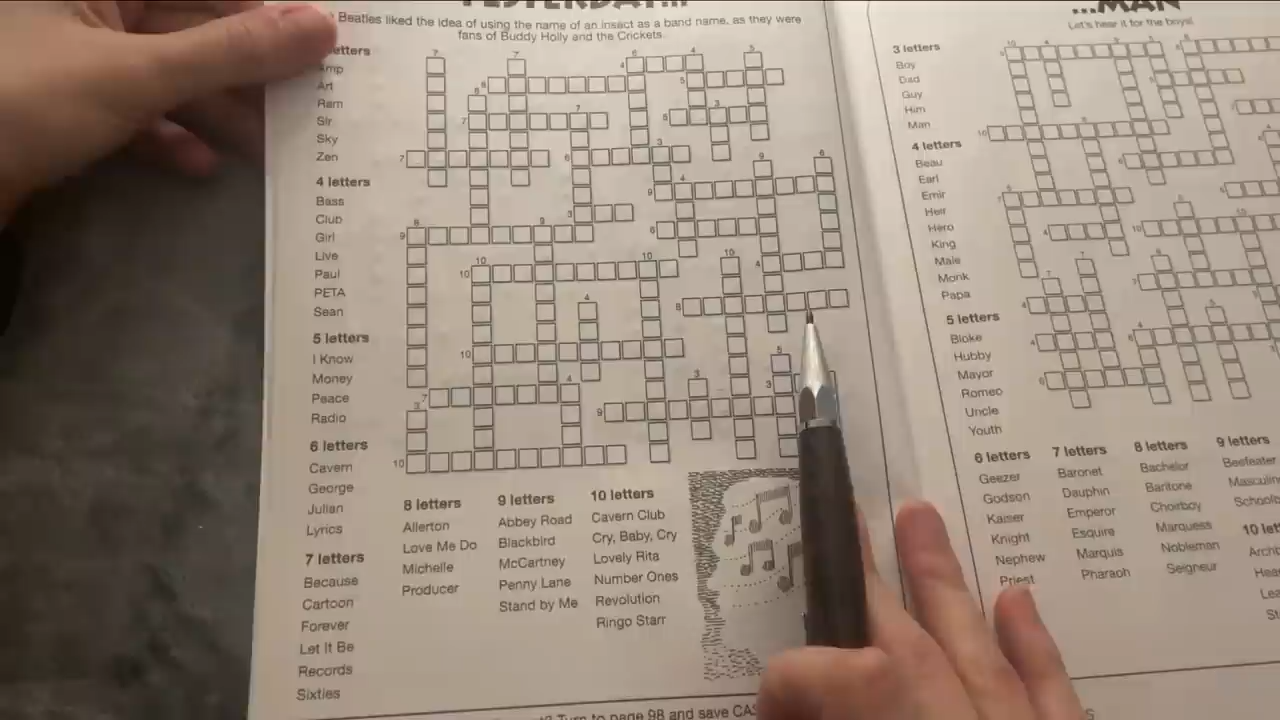 Beatles liked the idea of using the name of an insect as a band name, as they were
fans of Buddy Holly and the Crickets.
Amp
Art
Ram
Sir
Sky
Zen
4 letters
Bass
Club
Girl
Live
Paul
PETA
Sean
5 letters
I Know
Money
Peace
Radio
6 letters
Cavern
George
Julian
Lyrics
7 letters
Because
Cartoon
Forever
Let It Be
Records
Sixties
8 letters
Allerton
Love Me Do
Michelle
Producer
9 letters
Abbey Road
Blackbird
McCartney
Penny Lane
Stand by Me
10 letters
Cavern Club
Cry, Baby, Cry
Lovely Rita
Number Ones
Revolution
Ringo Starr
Turn to page 98 and save
...MAN
Let's hear it for the boys!
3 letters
Boy
Dad
Guy
Him
Man
4 letters
Beau
Earl
Emir
Heir
Hero
King
Male
Monk
Papa
5 letters
Bloke
Hubby
Mayor
Romeo
Uncle
Youth
6 letters
Geezer
Godson
Kaiser
Knight
Nephew
Priest
7 letters
Baronet
Dauphin
Emperor
Esquire
Marquis
Pharaoh
8 letters
Bachelor
Baritone
Choirboy
Marquess
Nobleman
Seigneur
9 letters
Beefeater